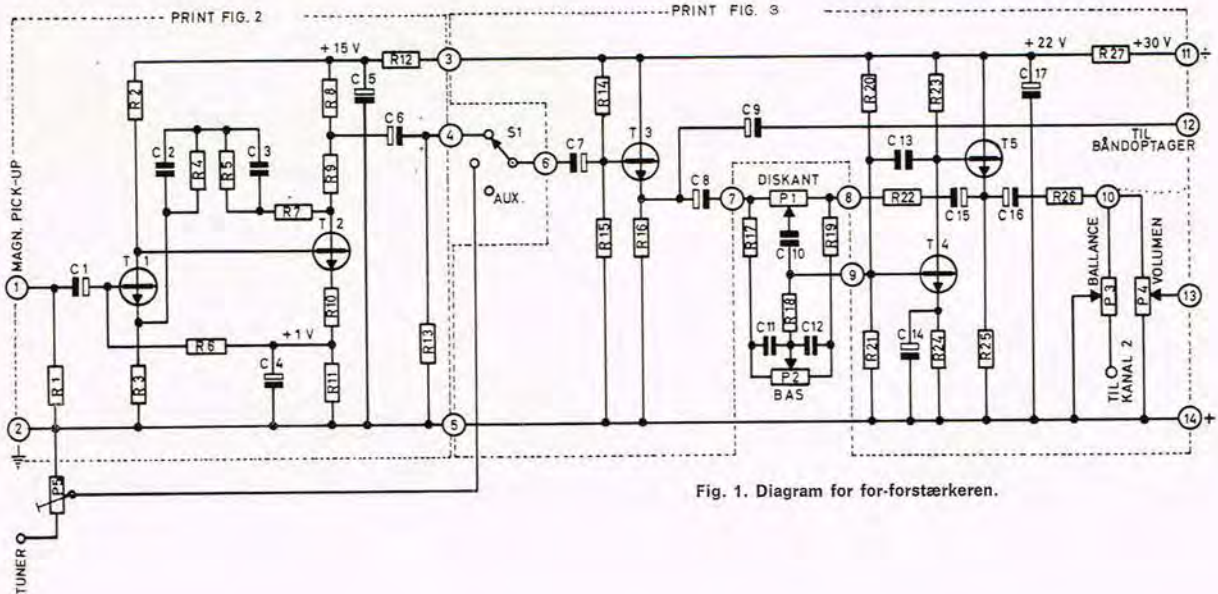 PRINT FIG. 2
PRINT FIG. 3
1 MAGN. PICK-UP
C1
R1
2
P5
TUNER
R2
T1
R3
C2
R4
R5
C3
R7
R6
+1 V
C4
+15 V
R8
R9
T2
R10
R11
C5
R12
C6
R13
3
4
5
S1
AUX.
6
C7
R14
R15
T3
R16
C9
C8
7
DISKANT
P1
8
R17
C10
R19
R18
9
C11
C12
P2
BAS
R20
R21
C13
R22
T4
C14
R24
R23
T5
C15
R25
C16
+22 V
C17
R27
+30 V
11 ÷
12
TIL
BÅNDOPTAGER
R26
10
BALLANCE
P3
VOLUMEN
P4
13
TIL
KANAL 2
14 +
Fig. 1. Diagram for for-forstærkeren.